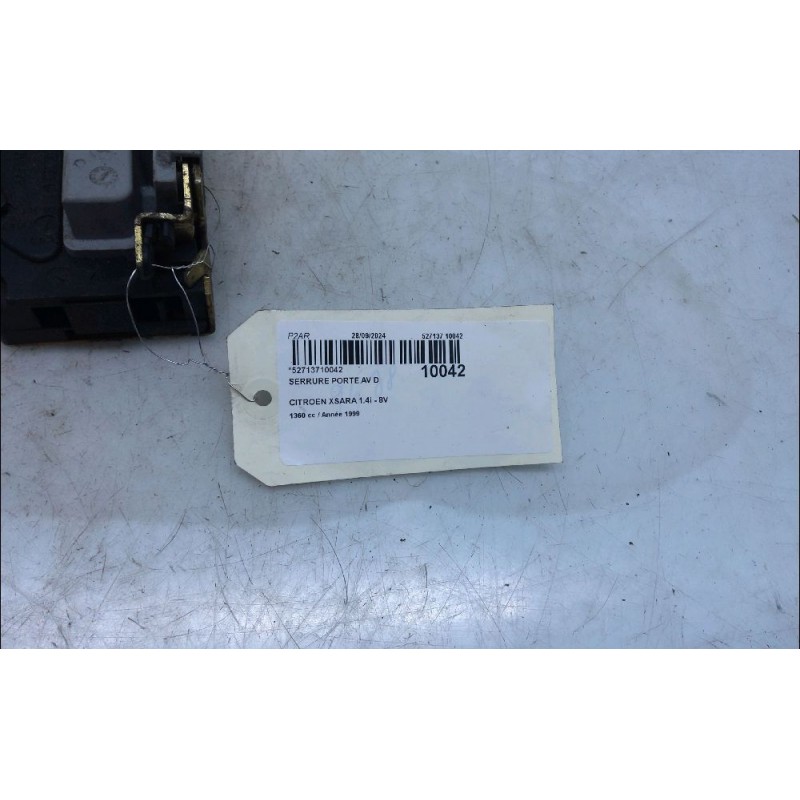 P2AR 28/09/2024 527137 10042
*52713710042 10042
SERRURE PORTE AV D
CITROEN XSARA 1.4i - 8V
1360 cc / Année 1999